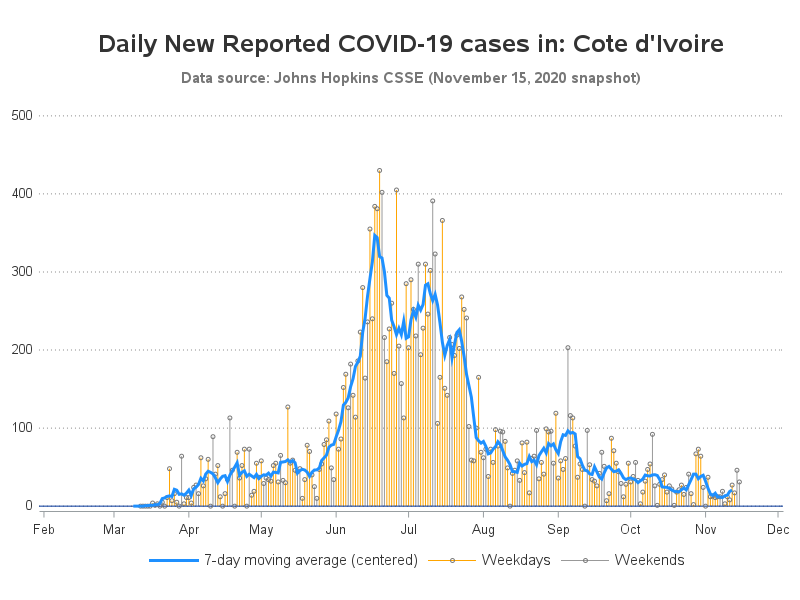 Daily New Reported COVID-19 cases in: Cote d'Ivoire
Data source: Johns Hopkins CSSE (November 15, 2020 snapshot)
500
400
300
200
100
0
Feb Mar Apr May Jun Jul Aug Sep Oct Nov Dec
7-day moving average (centered) Weekdays Weekends